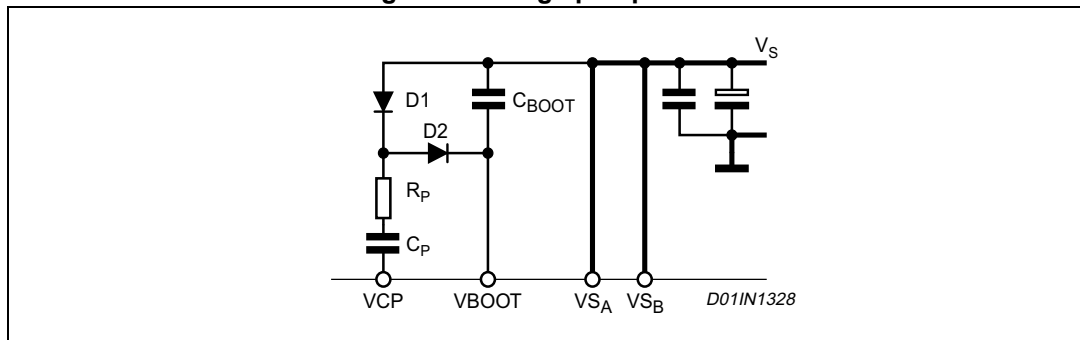 V_S
D1
C_BOOT
D2
R_P
C_P
VCP VBOOT VS_A VS_B D01IN1328